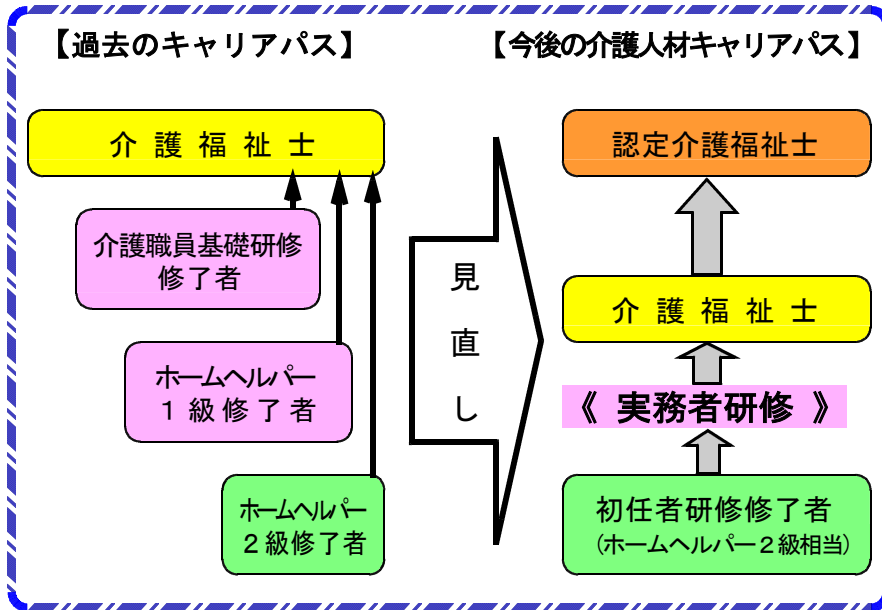 【過去のキャリアパス】
介護福祉士
介護職員基礎研修
修了者
ホームヘルパー
１級修了者
ホームヘルパー
２級修了者
見直し
【今後の介護人材キャリアパス】
認定介護福祉士
介護福祉士
《 実務者研修 》
初任者研修修了者
(ホームヘルパー２級相当)